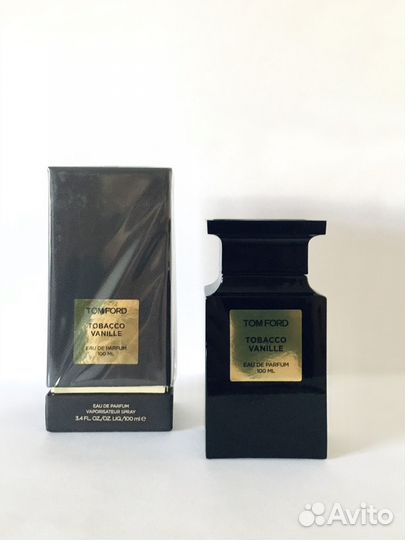 TOM FORD
TOBACCO
VANILLE
EAU DE PARFUM
100 ML
EAU DE PARFUM
VAPORISATEUR SPRAY
3.4 FL. OZ./OZ. LIQ./100 ml ℮
TOM FORD
TOBACCO
VANILLE
EAU DE PARFUM
100 ML
Avito